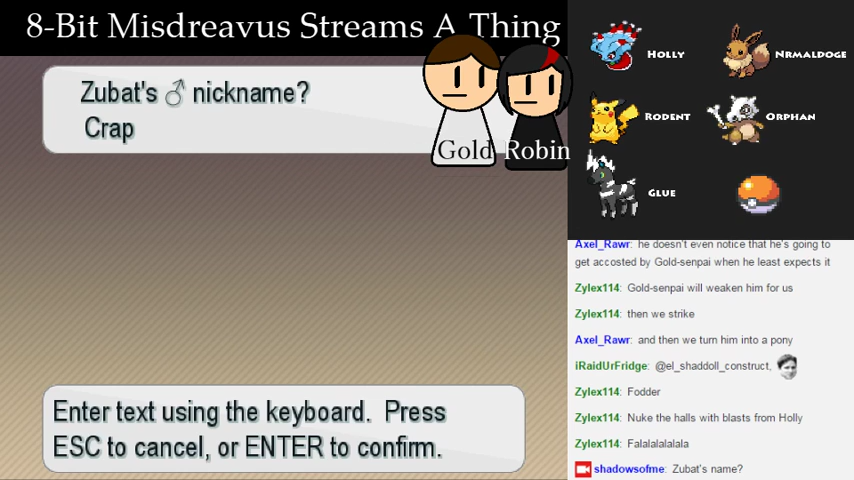 8-Bit Misdreavus Streams A Thing
Zubat's ♂ nickname?
Crap
Gold Robin
HOLLY
NRMALDOGE
RODENT
ORPHAN
GLUE
Axel_Rawr: he doesn't even notice that he's going to
get accosted by Gold-senpai when he least expects it
Zylex114: Gold-senpai will weaken him for us
Zylex114: then we strike
Axel_Rawr: and then we turn him into a pony
iRaidUrFridge: @el_shaddoll_construct,
Zylex114: Fodder
Zylex114: Nuke the halls with blasts from Holly
Zylex114: Falalalalalala
shadowsofme: Zubat's name?
Enter text using the keyboard. Press
ESC to cancel, or ENTER to confirm.